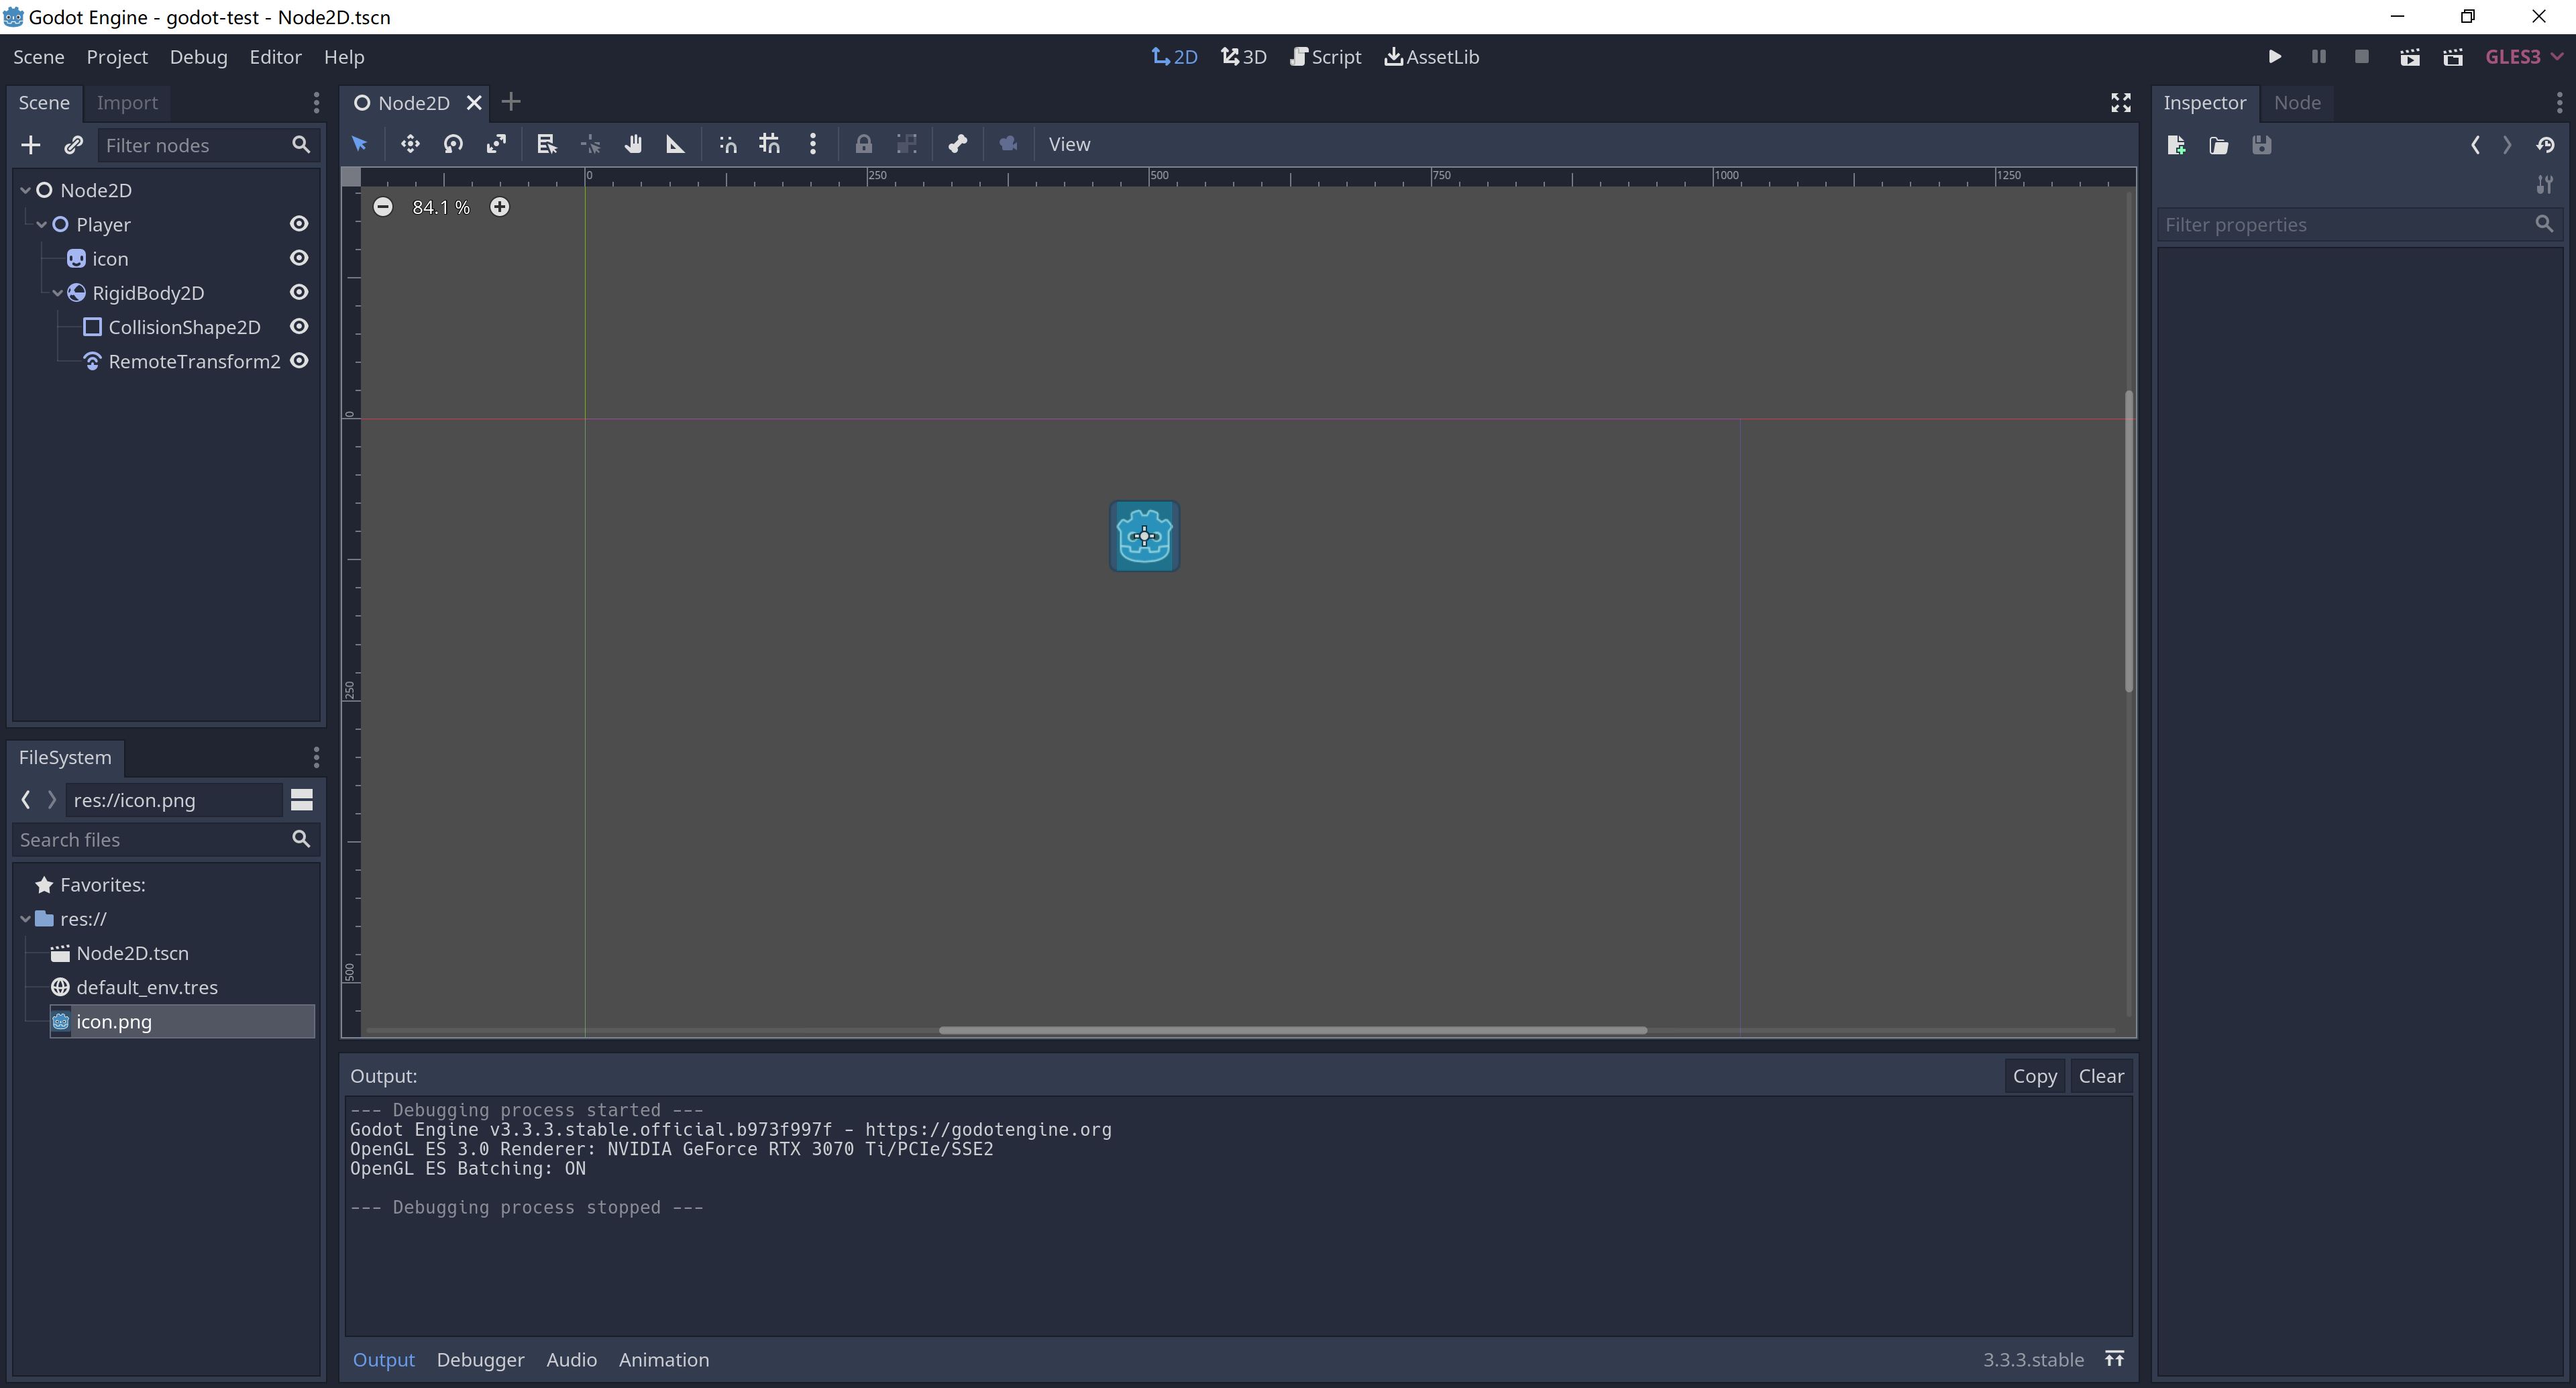 Godot Engine - godot-test - Node2D.tscn
Scene Project Debug Editor Help
2D 3D Script AssetLib
GLES3
Scene Import
Filter nodes
Node2D
Player
icon
RigidBody2D
CollisionShape2D
RemoteTransform2
FileSystem
res://icon.png
Search files
Favorites:
res://
Node2D.tscn
default_env.tres
icon.png
Node2D
View
0 250 500 750 1000 1250
84.1 %
0
250
500
Output:
Copy Clear
--- Debugging process started ---
Godot Engine v3.3.3.stable.official.b973f997f - https://godotengine.org
OpenGL ES 3.0 Renderer: NVIDIA GeForce RTX 3070 Ti/PCIe/SSE2
OpenGL ES Batching: ON
--- Debugging process stopped ---
Output Debugger Audio Animation
3.3.3.stable
Inspector Node
Filter properties